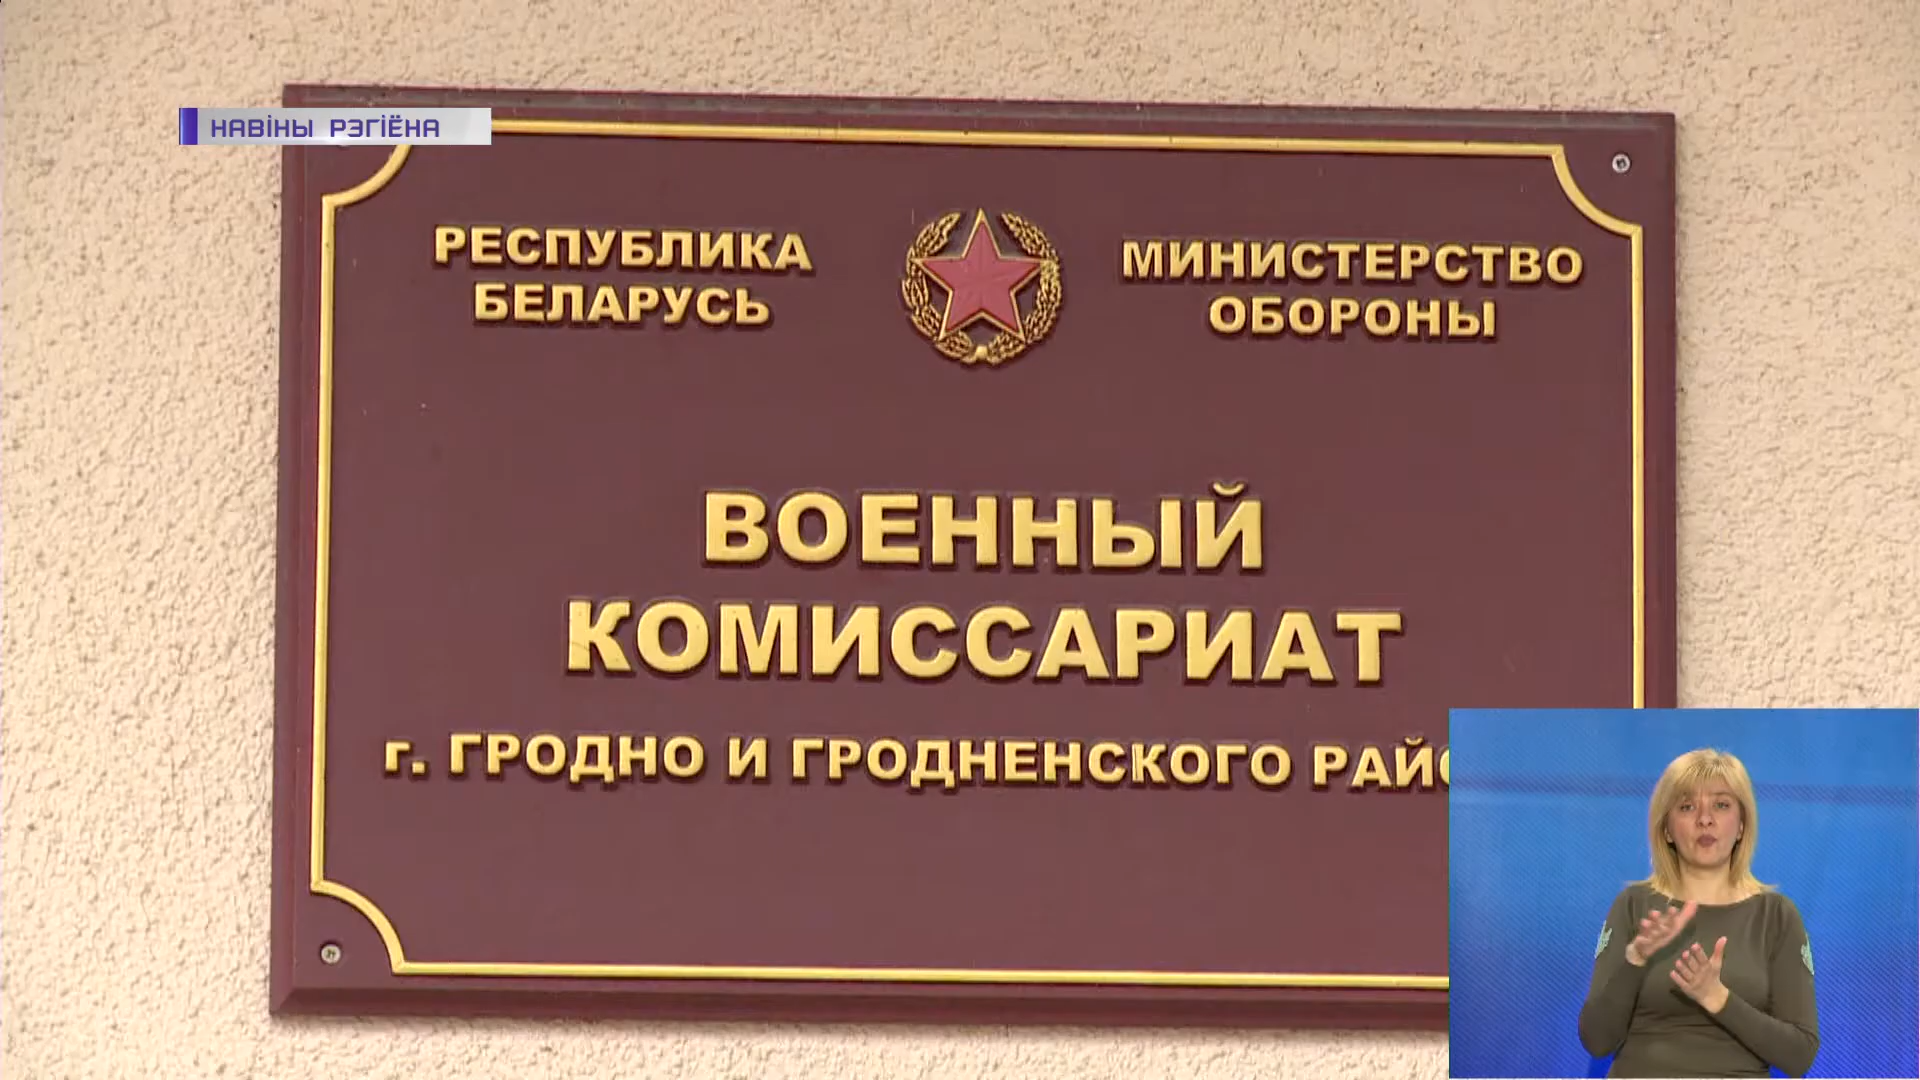 НАВІНЫ РЭГІЁНА
РЕСПУБЛИКА
БЕЛАРУСЬ
МИНИСТЕРСТВО
ОБОРОНЫ
ВОЕННЫЙ
КОМИССАРИАТ
г. ГРОДНО И ГРОДНЕНСКОГО